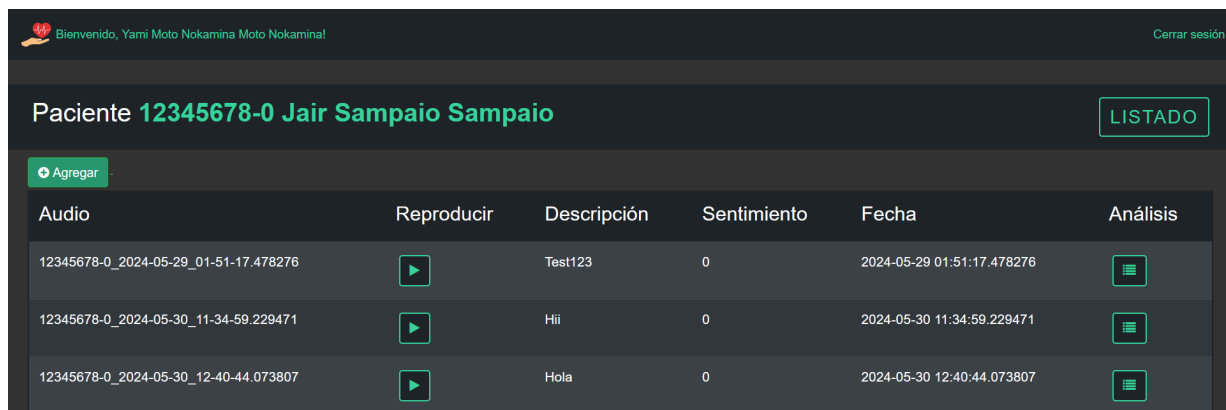 Bienvenido, Yami Moto Nokamina Moto Nokamina! Cerrar sesión
Paciente 12345678-0 Jair Sampaio Sampaio LISTADO
Agregar -
Audio Reproducir Descripción Sentimiento Fecha Análisis
12345678-0_2024-05-29_01-51-17.478276 Test123 0 2024-05-29 01:51:17.478276
12345678-0_2024-05-30_11-34-59.229471 Hii 0 2024-05-30 11:34:59.229471
12345678-0_2024-05-30_12-40-44.073807 Hola 0 2024-05-30 12:40:44.073807